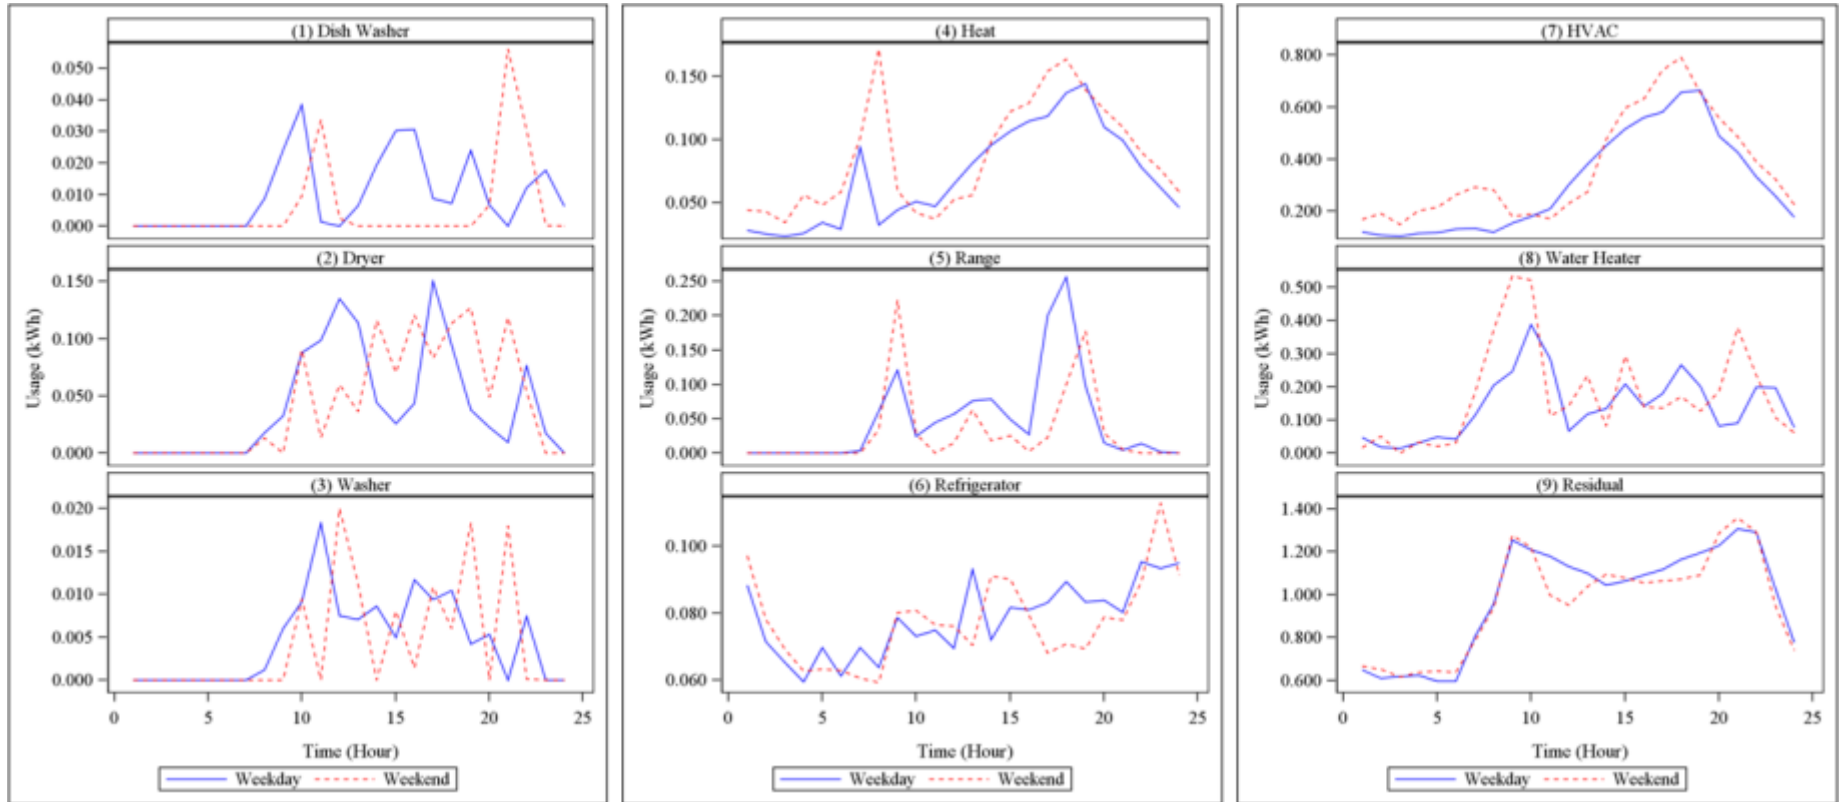 (1) Dish Washer
0.050
0.040
0.030
0.020
0.010
0.000
(2) Dryer
0.150
0.100
0.050
0.000
Usage (kWh)
(3) Washer
0.020
0.015
0.010
0.005
0.000
0 5 10 15 20 25
Time (Hour)
Weekday Weekend
(4) Heat
0.150
0.100
0.050
(5) Range
0.250
0.200
0.150
0.100
0.050
0.000
Usage (kWh)
(6) Refrigerator
0.100
0.080
0.060
0 5 10 15 20 25
Time (Hour)
Weekday Weekend
(7) HVAC
0.800
0.600
0.400
0.200
(8) Water Heater
0.500
0.400
0.300
0.200
0.100
0.000
Usage (kWh)
(9) Residual
1.400
1.200
1.000
0.800
0.600
0 5 10 15 20 25
Time (Hour)
Weekday Weekend